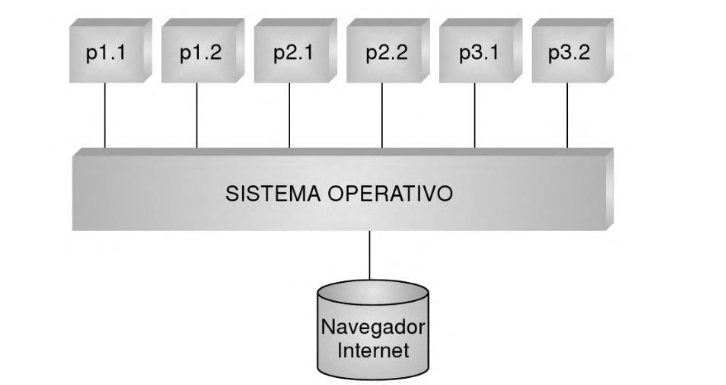 p1.1 p1.2 p2.1 p2.2 p3.1 p3.2
SISTEMA OPERATIVO
Navegador
Internet